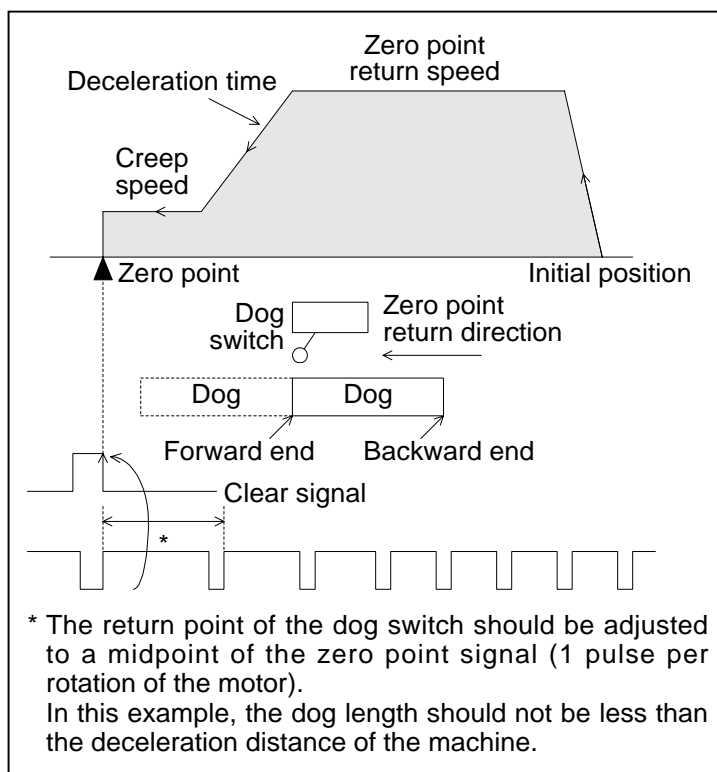 Zero point
return speed
Deceleration time
Creep
speed
Zero point
Initial position
Dog
switch
Zero point
return direction
Dog
Dog
Forward end
Backward end
Clear signal
*
* The return point of the dog switch should be adjusted
to a midpoint of the zero point signal (1 pulse per
rotation of the motor).
In this example, the dog length should not be less than
the deceleration distance of the machine.